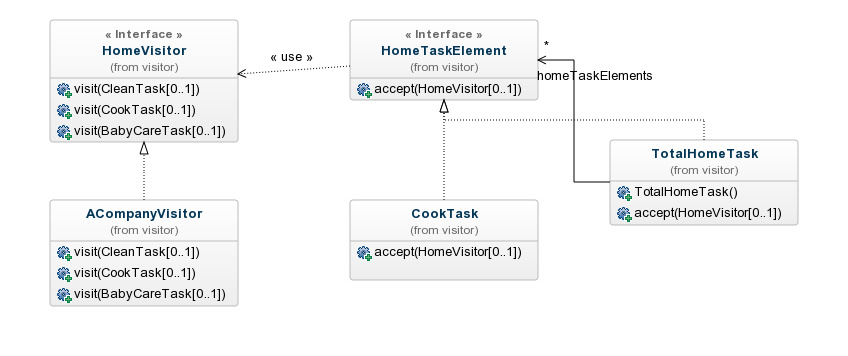 « Interface »
HomeVisitor
(from visitor)
visit(CleanTask[0..1])
visit(CookTask[0..1])
visit(BabyCareTask[0..1])
« use »
« Interface »
HomeTaskElement
(from visitor)
accept(HomeVisitor[0..1])
*
homeTaskElements
TotalHomeTask
(from visitor)
TotalHomeTask()
accept(HomeVisitor[0..1])
ACompanyVisitor
(from visitor)
visit(CleanTask[0..1])
visit(CookTask[0..1])
visit(BabyCareTask[0..1])
CookTask
(from visitor)
accept(HomeVisitor[0..1])